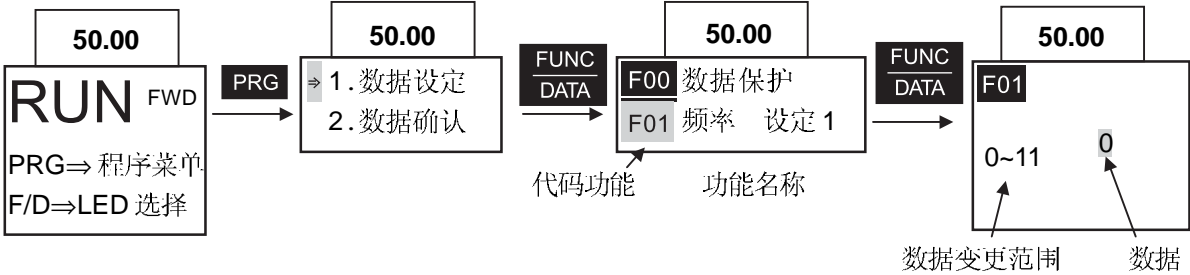 50.00
RUN FWD
PRG⇒程序菜单
F/D⇒LED 选择
PRG
50.00
⇒ 1.数据设定
2.数据确认
FUNC
DATA
50.00
F00 数据保护
F01 频率 设定 1
代码功能
功能名称
FUNC
DATA
50.00
F01
0~11 0
数据变更范围
数据